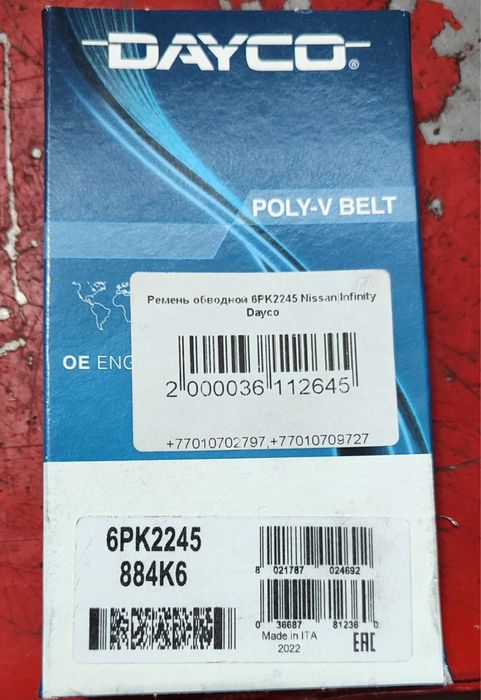 DAYCO®
POLY-V BELT
Ремень обводной 6PK2245 Nissan|Infinity
Dayco
OE ENG
2 000036 112645
+77010702797,+77010709727
6PK2245
884K6
8 021787 024692
0 36687 81236 0
Made in ITA
2022
EAC